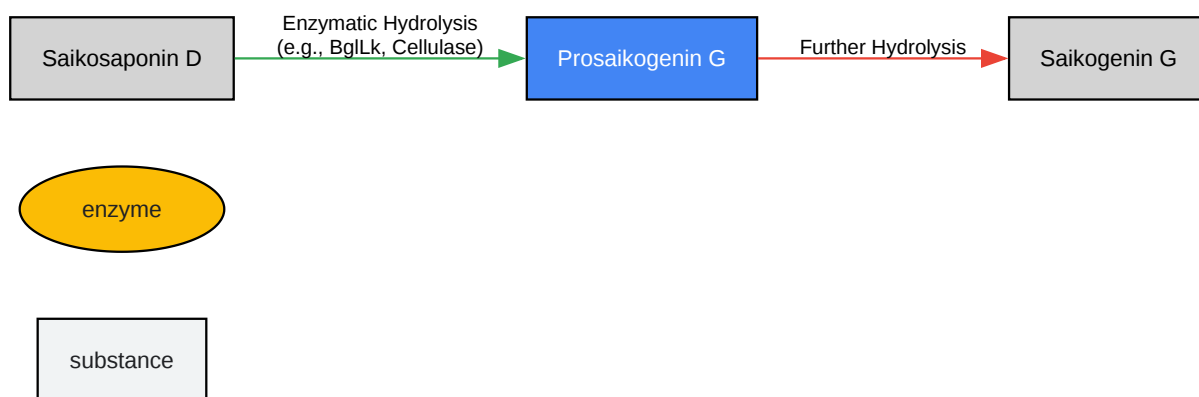 Saikosaponin D
Enzymatic Hydrolysis
(e.g., BglLk, Cellulase)
Prosaikogenin G
Further Hydrolysis
Saikogenin G
enzyme
substance